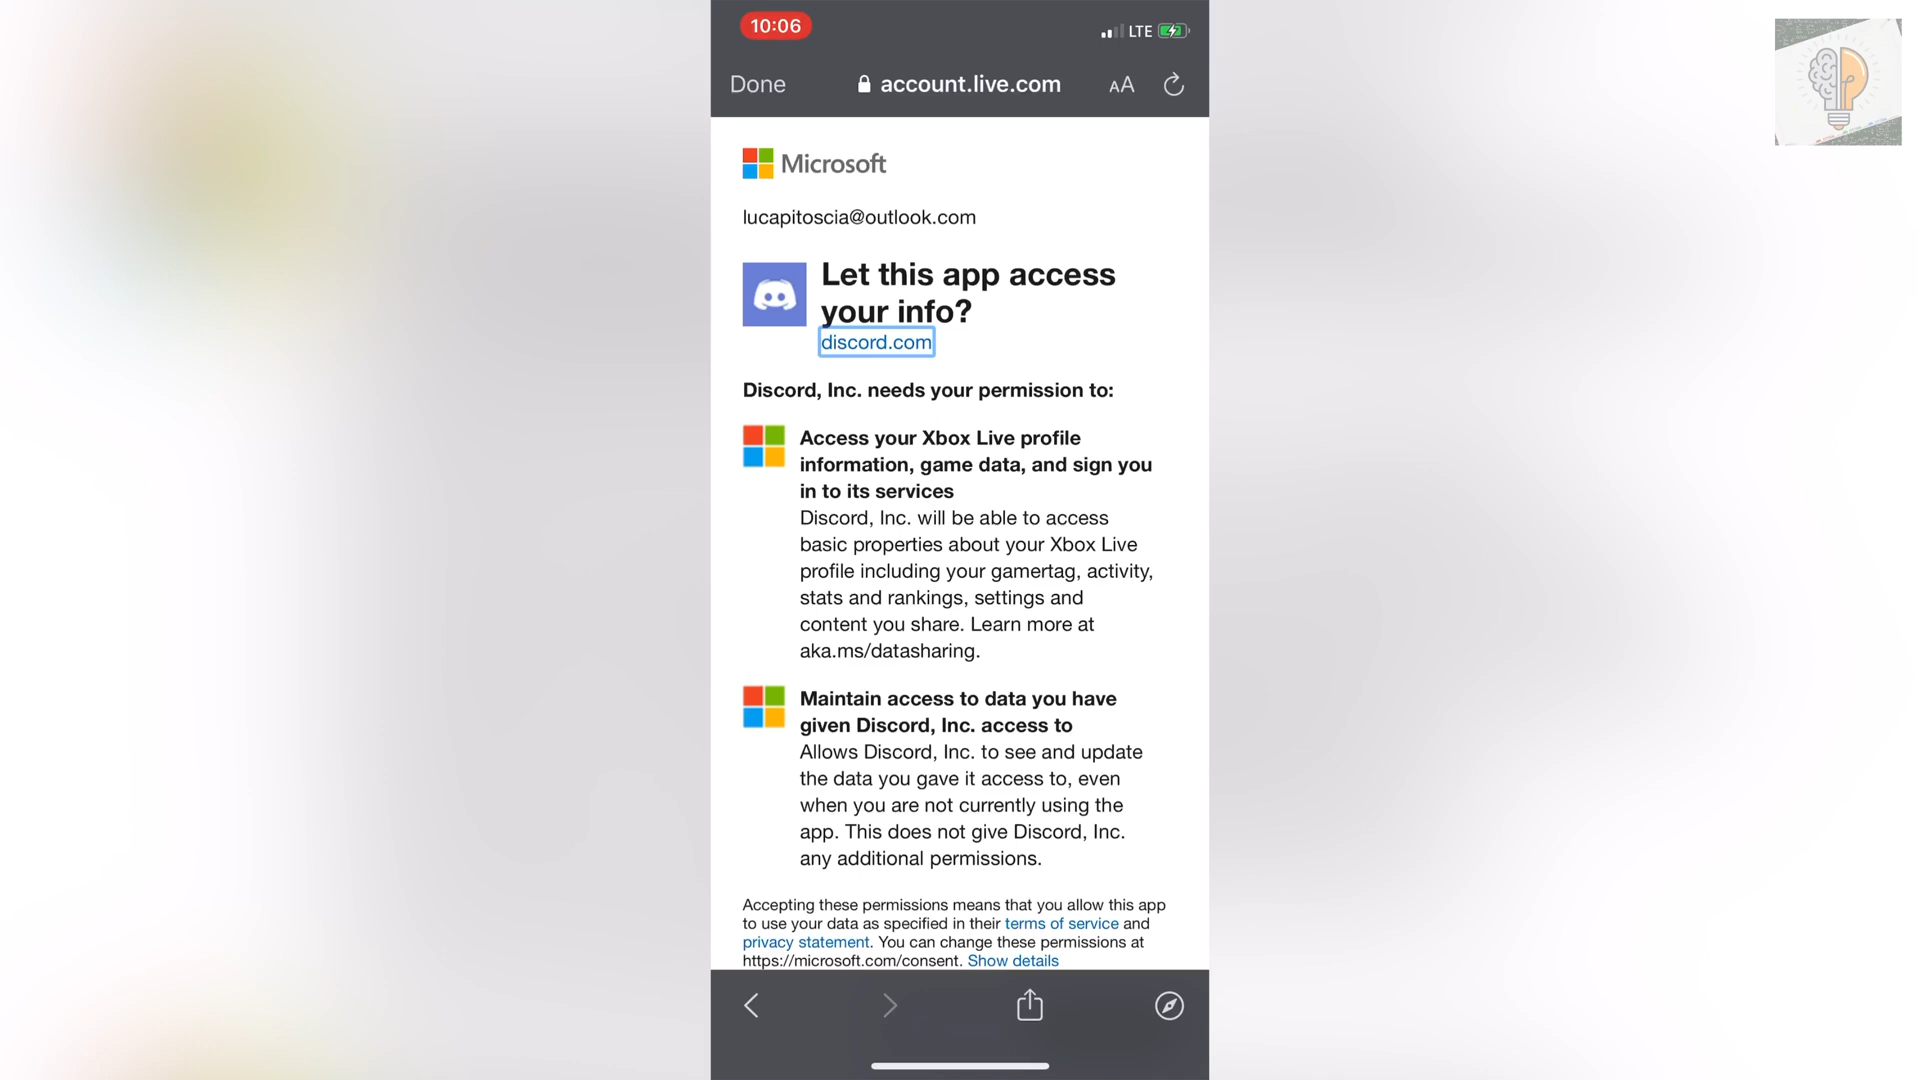 10:06
LTE
Done
account.live.com
AA
Microsoft
lucapitoscia@outlook.com
Let this app access
your info?
discord.com
Discord, Inc. needs your permission to:
Access your Xbox Live profile
information, game data, and sign you
in to its services
Discord, Inc. will be able to access
basic properties about your Xbox Live
profile including your gamertag, activity,
stats and rankings, settings and
content you share. Learn more at
aka.ms/datasharing.
Maintain access to data you have
given Discord, Inc. access to
Allows Discord, Inc. to see and update
the data you gave it access to, even
when you are not currently using the
app. This does not give Discord, Inc.
any additional permissions.
Accepting these permissions means that you allow this app
to use your data as specified in their terms of service and
privacy statement. You can change these permissions at
https://microsoft.com/consent. Show details